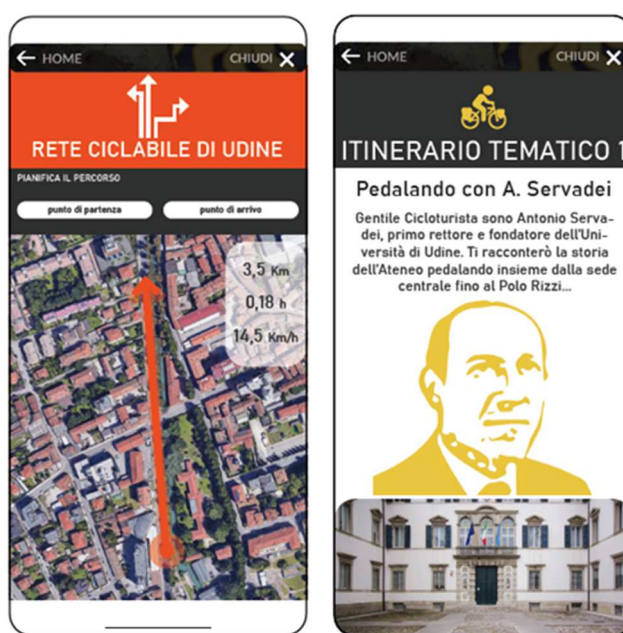 ← HOME
CHIUDI X
RETE CICLABILE DI UDINE
PIANIFICA IL PERCORSO
punto di partenza
punto di arrivo
3,5 Km
0,18 h
14,5 Km/h
← HOME
CHIUDI X
ITINERARIO TEMATICO 1
Pedalando con A. Servadei
Gentile Cicloturista sono Antonio Serva-
dei, primo rettore e fondatore dell'Uni-
versità di Udine. Ti racconterò la storia
dell'Ateneo pedalando insieme dalla sede
centrale fino al Polo Rizzi...